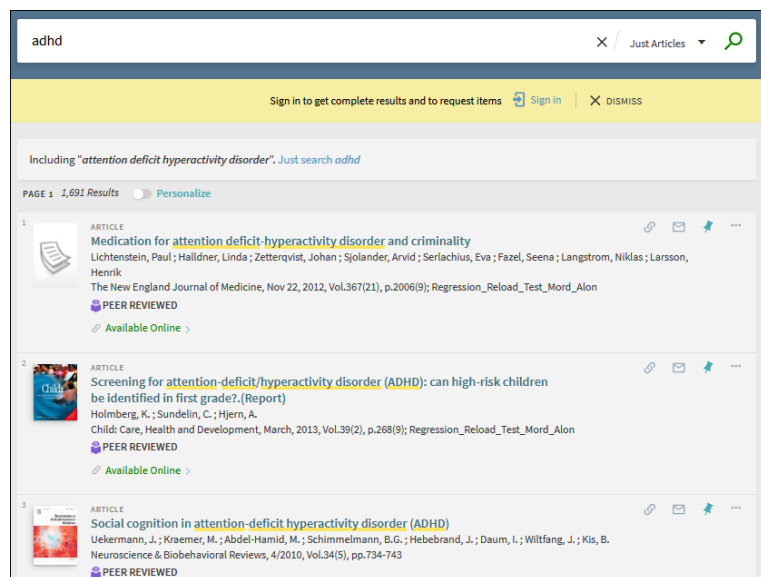 adhd
Just Articles
Sign in to get complete results and to request items Sign in DISMISS
Including "attention deficit hyperactivity disorder". Just search adhd
PAGE 1 1,691 Results Personalize
1
ARTICLE
Medication for attention deficit-hyperactivity disorder and criminality
Lichtenstein, Paul ; Halldner, Linda ; Zetterqvist, Johan ; Sjolander, Arvid ; Serlachius, Eva ; Fazel, Seena ; Langstrom, Niklas ; Larsson,
Henrik
The New England Journal of Medicine, Nov 22, 2012, Vol.367(21), p.2006(9); Regression_Reload_Test_Mord_Alon
PEER REVIEWED
Available Online
2
ARTICLE
Child:
Screening for attention-deficit/hyperactivity disorder (ADHD): can high-risk children
be identified in first grade?.(Report)
Holmberg, K. ; Sundelin, C. ; Hjern, A.
Child: Care, Health and Development, March, 2013, Vol.39(2), p.268(9); Regression_Reload_Test_Mord_Alon
PEER REVIEWED
Available Online
3
ARTICLE
Social cognition in attention-deficit hyperactivity disorder (ADHD)
Uekermann, J. ; Kraemer, M. ; Abdel-Hamid, M. ; Schimmelmann, B.G. ; Hebebrand, J. ; Daum, I. ; Wiltfang, J. ; Kis, B.
Neuroscience & Biobehavioral Reviews, 4/2010, Vol.34(5), pp.734-743
PEER REVIEWED